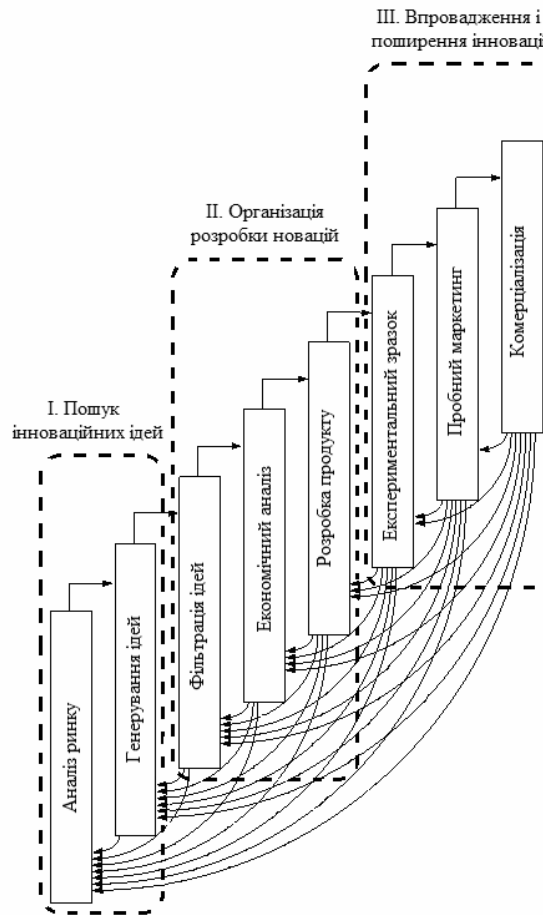 III. Впровадження і
поширення інновацій
II. Організація
розробки новацій
I. Пошук
інноваційних ідей
Аналіз ринку
Генерування ідей
Фільтрація ідей
Економічний аналіз
Розробка продукту
Експериментальний зразок
Пробний маркетинг
Комерціалізація